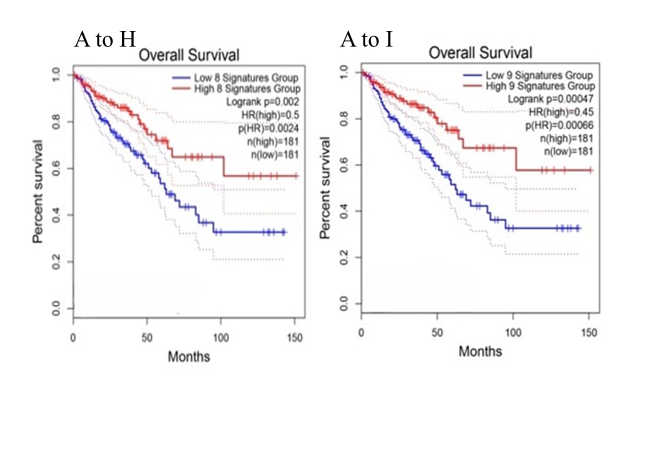 A to H
Overall Survival
Low 8 Signatures Group
High 8 Signatures Group
Logrank p=0.002
HR(high)=0.5
p(HR)=0.0024
n(high)=181
n(low)=181
Percent survival
1.0
0.8
0.6
0.4
0.2
0.0
0
50
100
150
Months
A to I
Overall Survival
Low 9 Signatures Group
High 9 Signatures Group
Logrank p=0.00047
HR(high)=0.45
p(HR)=0.00066
n(high)=181
n(low)=181
Percent survival
1.0
0.8
0.6
0.4
0.2
0.0
0
50
100
150
Months